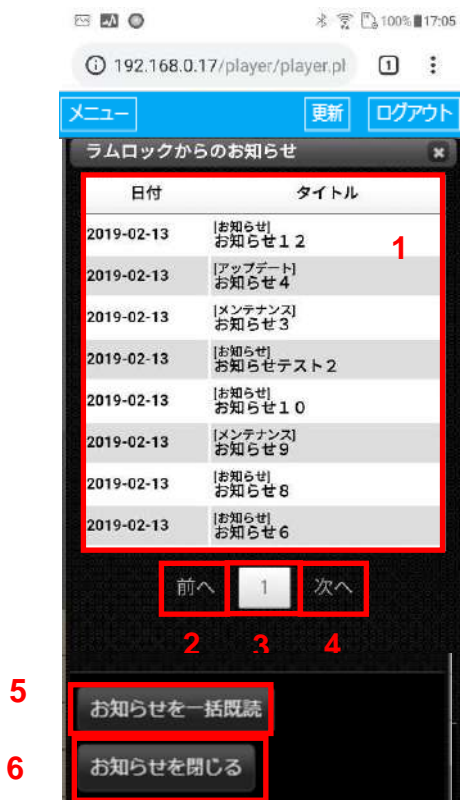 100% 17:05
192.168.0.17/player/player.pl 1
メニュー 更新 ログアウト
ラムロックからのお知らせ
日付 タイトル
1
2019-02-13 [お知らせ]
お知らせ１２
2019-02-13 [アップデート]
お知らせ４
2019-02-13 [メンテナンス]
お知らせ３
2019-02-13 [お知らせ]
お知らせテスト２
2019-02-13 [お知らせ]
お知らせ１０
2019-02-13 [メンテナンス]
お知らせ９
2019-02-13 [お知らせ]
お知らせ８
2019-02-13 [お知らせ]
お知らせ６
前へ 1 次へ
2 3 4
5
お知らせを一括既読
6
お知らせを閉じる